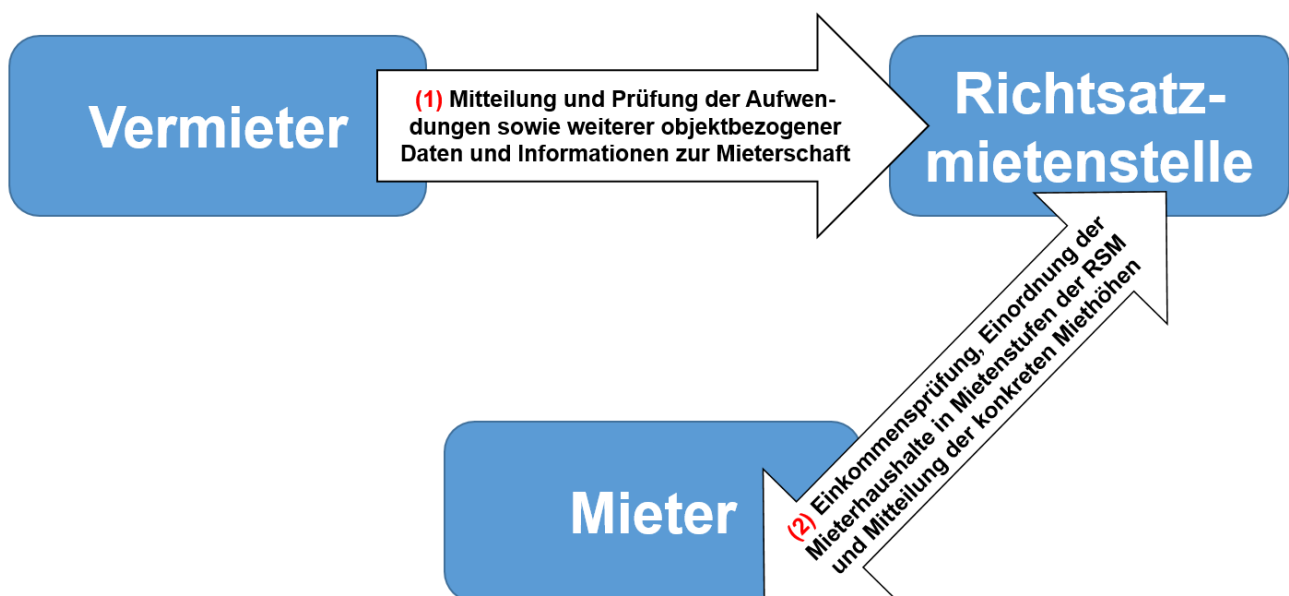 Vermieter
(1) Mitteilung und Prüfung der Aufwen-
dungen sowie weiterer objektbezogener
Daten und Informationen zur Mieterschaft
Richtsatz-
mietenstelle
(2) Einkommensprüfung, Einordnung der
Mieterhaushalte in Mietenstufen der RSM
und Mitteilung der konkreten Miethöhen
Mieter